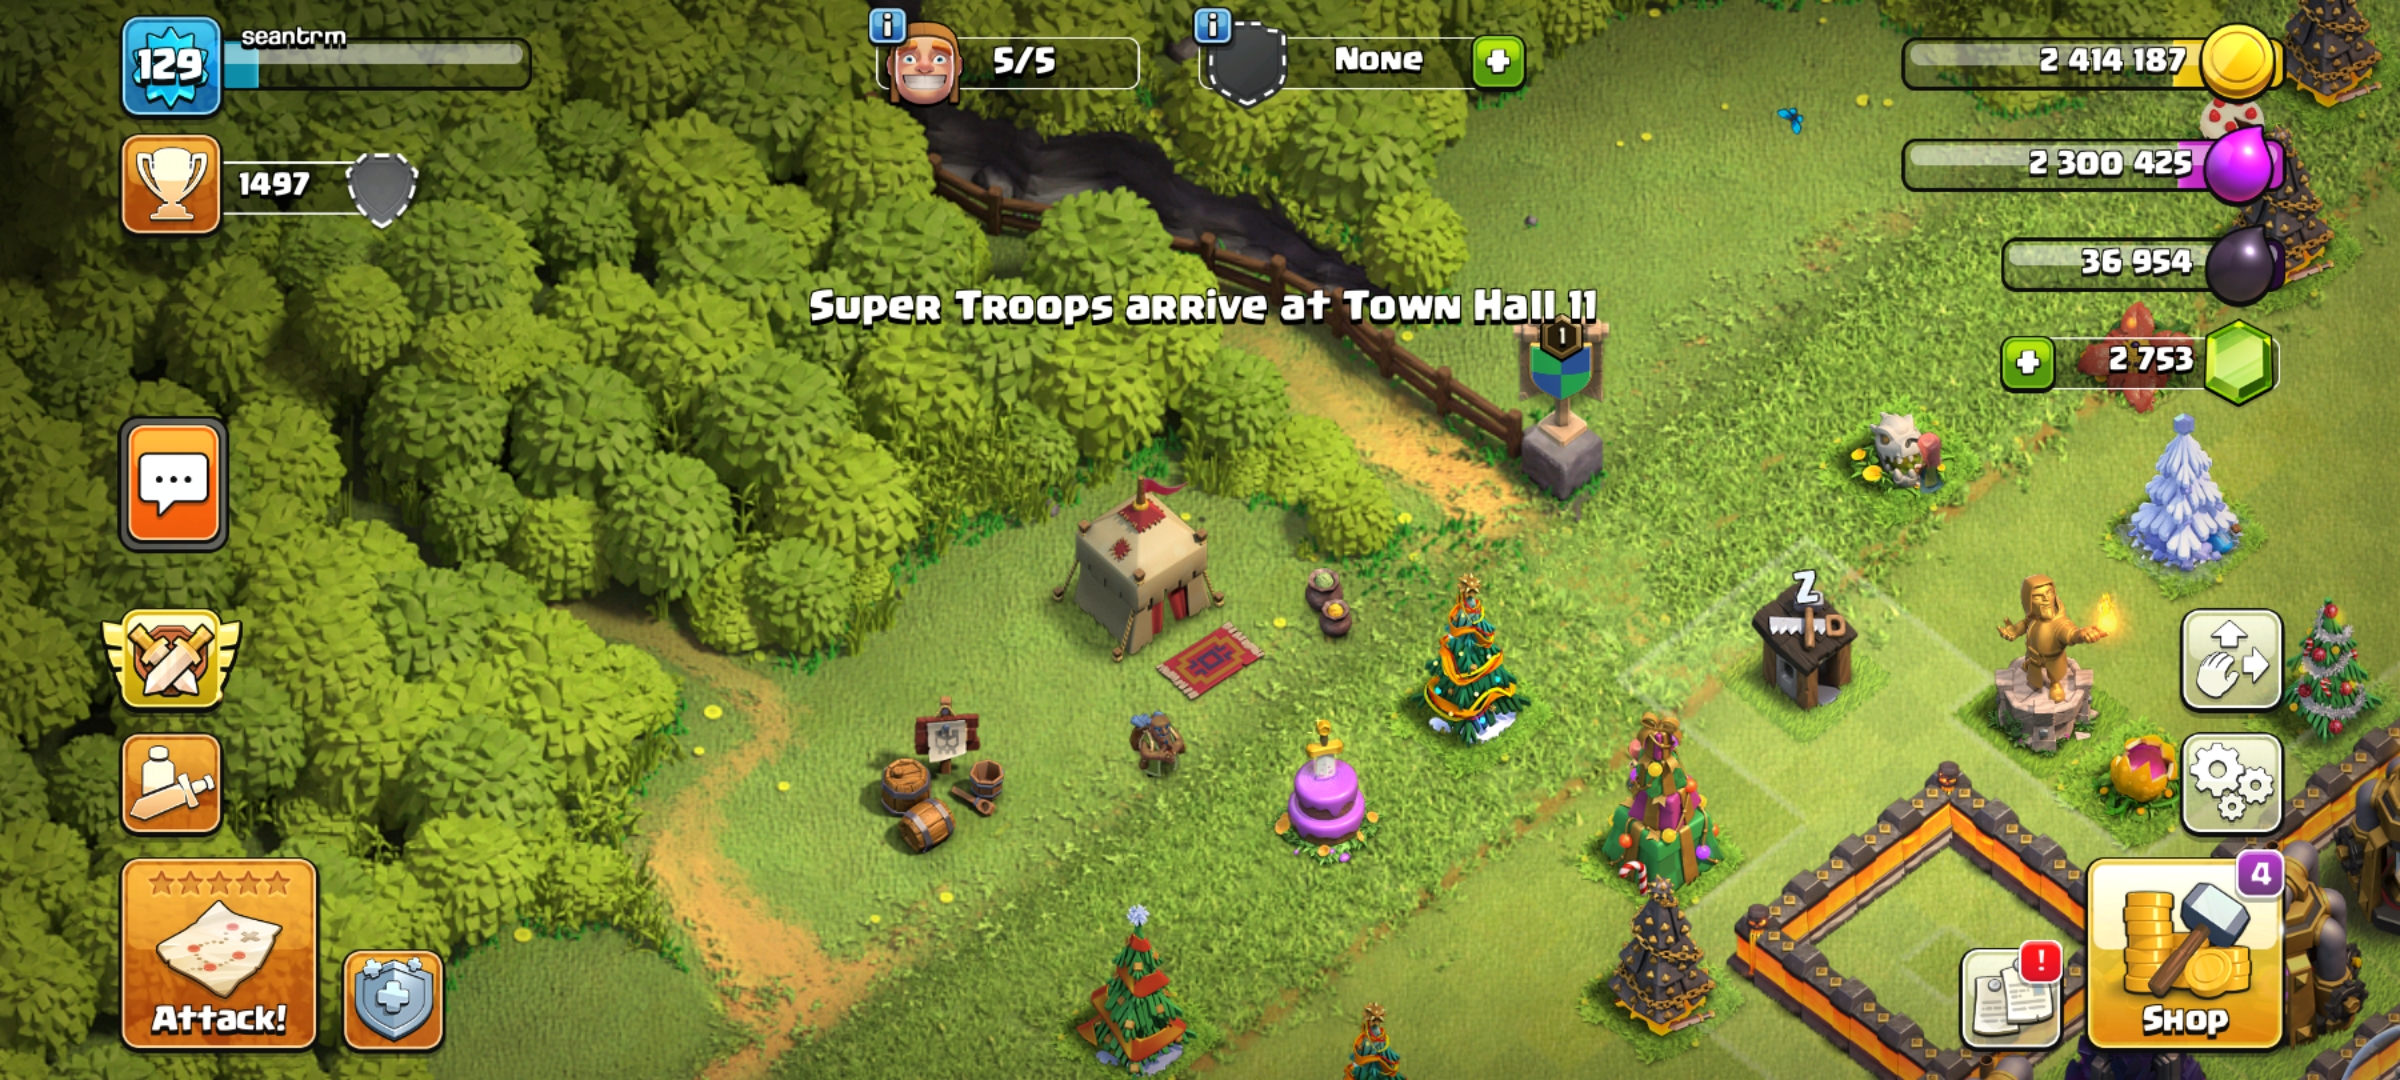 129
seantrm
5/5
None
2 414 187
1497
2 300 425
36 954
Super Troops arrive at Town Hall 11
1
2 753
Z
4
!
Attack!
Shop